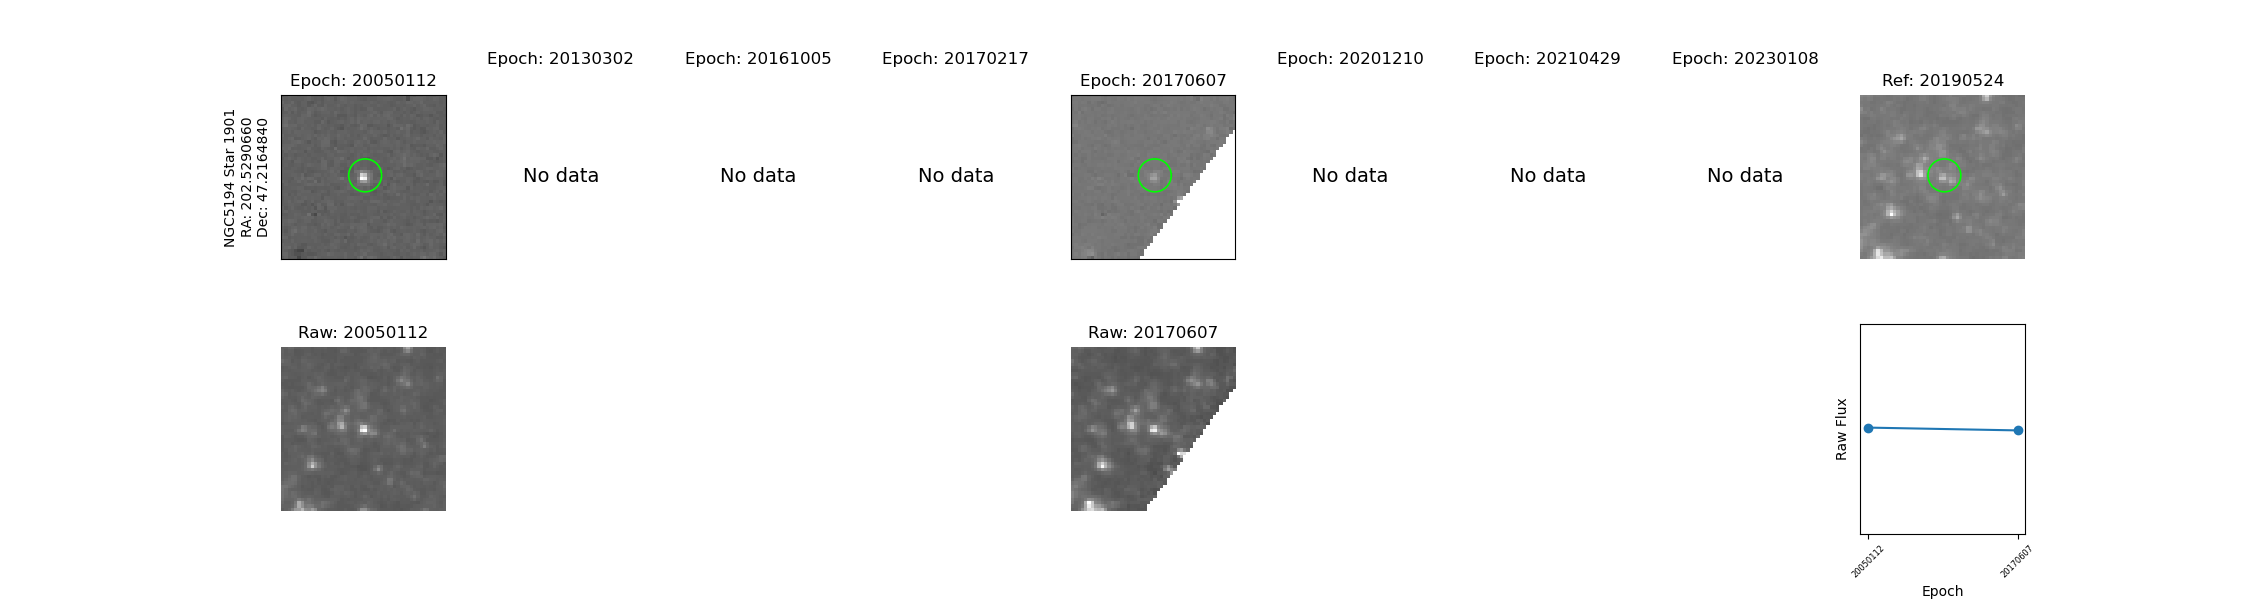 Epoch: 20050112
Epoch: 20130302
Epoch: 20161005
Epoch: 20170217
Epoch: 20170607
Epoch: 20201210
Epoch: 20210429
Epoch: 20230108
Ref: 20190524
NGC5194 Star 1901
RA: 202.5290660
Dec: 47.2164840
No data
No data
No data
No data
No data
No data
Raw: 20050112
Raw: 20170607
Raw Flux
20050112
20170607
Epoch